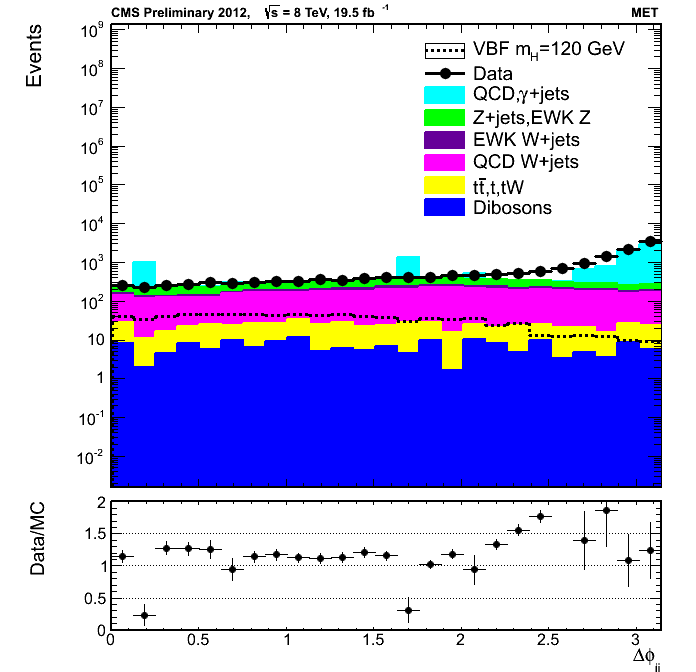 CMS Preliminary 2012, √s = 8 TeV, 19.5 fb⁻¹ MET
Events
10⁹
10⁸
10⁷
10⁶
10⁵
10⁴
10³
10²
10
1
10⁻¹
10⁻²
VBF m_H=120 GeV
Data
QCD,γ+jets
Z+jets,EWK Z
EWK W+jets
QCD W+jets
tt̄,t,tW
Dibosons
Data/MC
2
1.5
1
0.5
0
0 0.5 1 1.5 2 2.5 3
Δϕ_jj